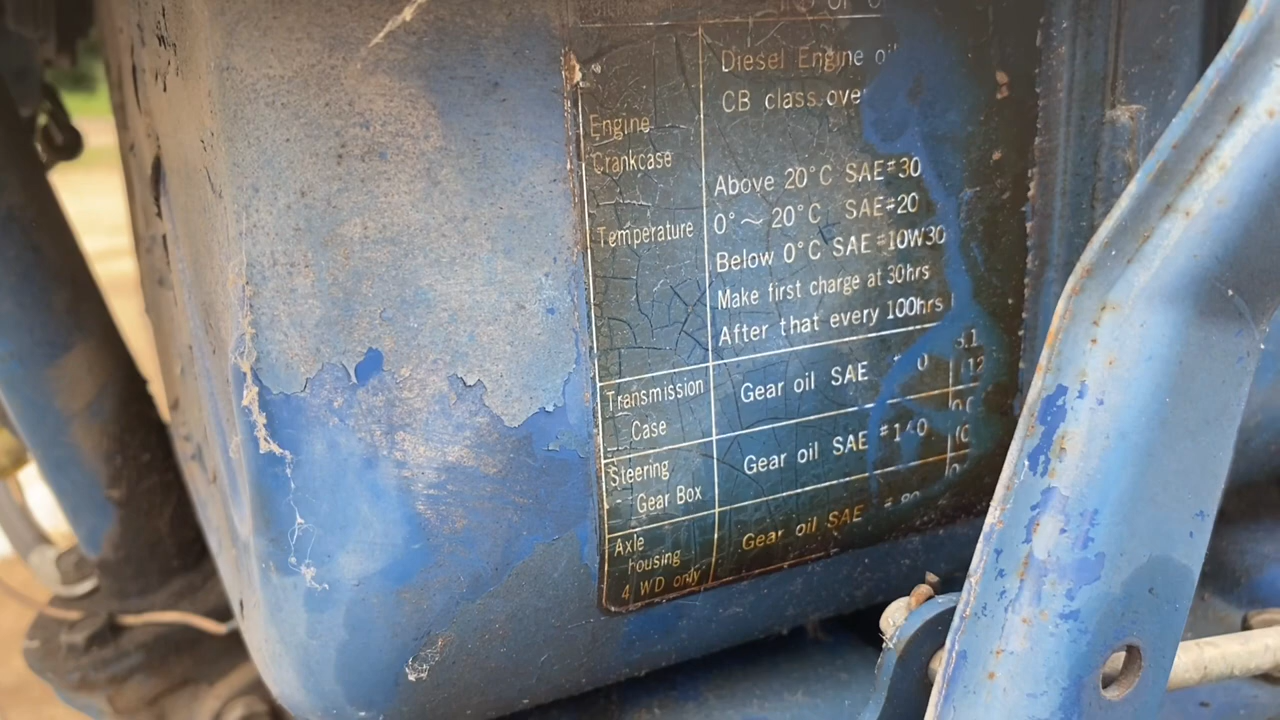 Diesel Engine oil
CB class over
Engine
Crankcase
Above 20°C SAE#30
Temperature
0°~20°C SAE#20
Below 0°C SAE#10W30
Make first charge at 30hrs
After that every 100hrs
Transmission
Case
Gear oil SAE
Steering
Gear Box
Gear oil SAE
Axle
housing
4 WD only
Gear oil SAE